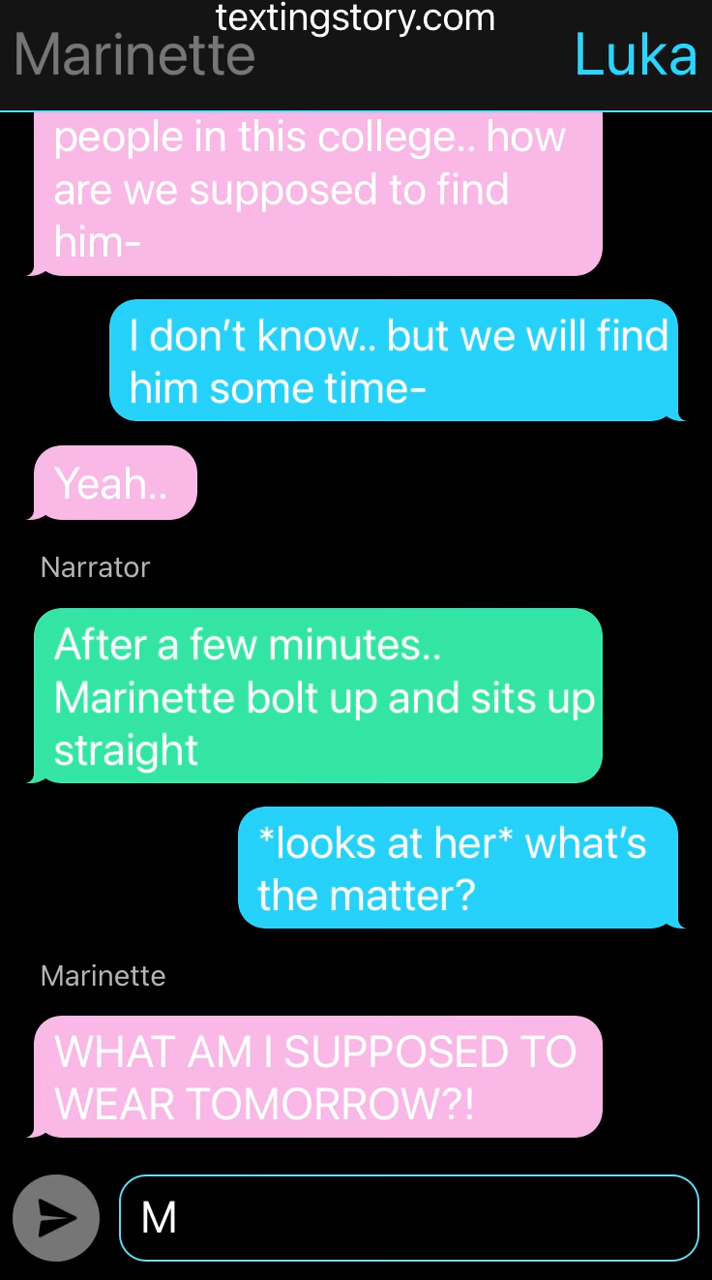 textingstory.com
Marinette
Luka
people in this college.. how
are we supposed to find
him-
I don’t know.. but we will find
him some time-
Yeah..
Narrator
After a few minutes..
Marinette bolt up and sits up
straight
*looks at her* what’s
the matter?
Marinette
WHAT AM I SUPPOSED TO
WEAR TOMORROW?!
M